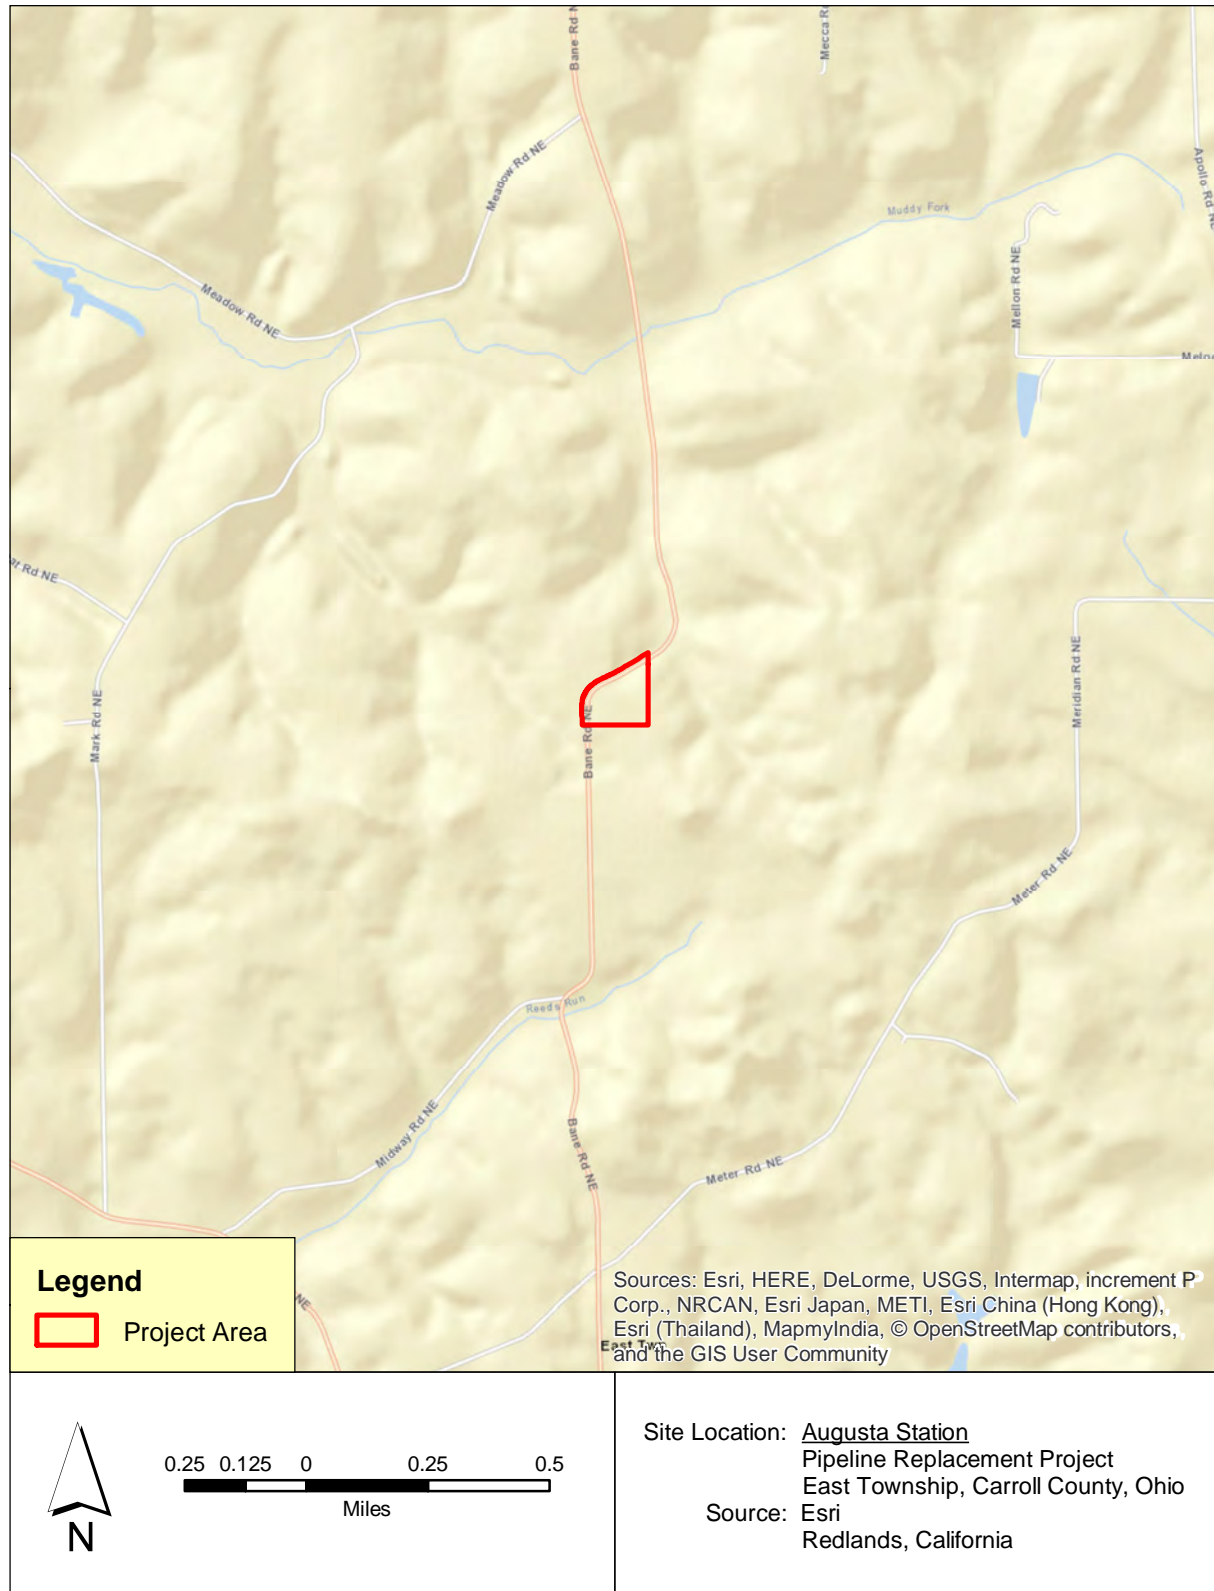 Bane Rd N
Mecca Rd
Meadow Rd NE
Apollo Rd NE
Muddy Fork
Mellon Rd NE
Meadow Rd NE
ar Rd NE
Meridian Rd NE
Mark Rd NE
Bane Rd NE
Meter Rd NE
Reeds Run
Midway Rd NE
Bane Rd NE
Meter Rd NE
NE
East Twp
Legend
Project Area
Sources: Esri, HERE, DeLorme, USGS, Intermap, increment P
Corp., NRCAN, Esri Japan, METI, Esri China (Hong Kong),
Esri (Thailand), MapmyIndia, © OpenStreetMap contributors,
and the GIS User Community
N
0.25 0.125 0 0.25 0.5
Miles
Site Location: Augusta Station
Pipeline Replacement Project
East Township, Carroll County, Ohio
Source: Esri
Redlands, California